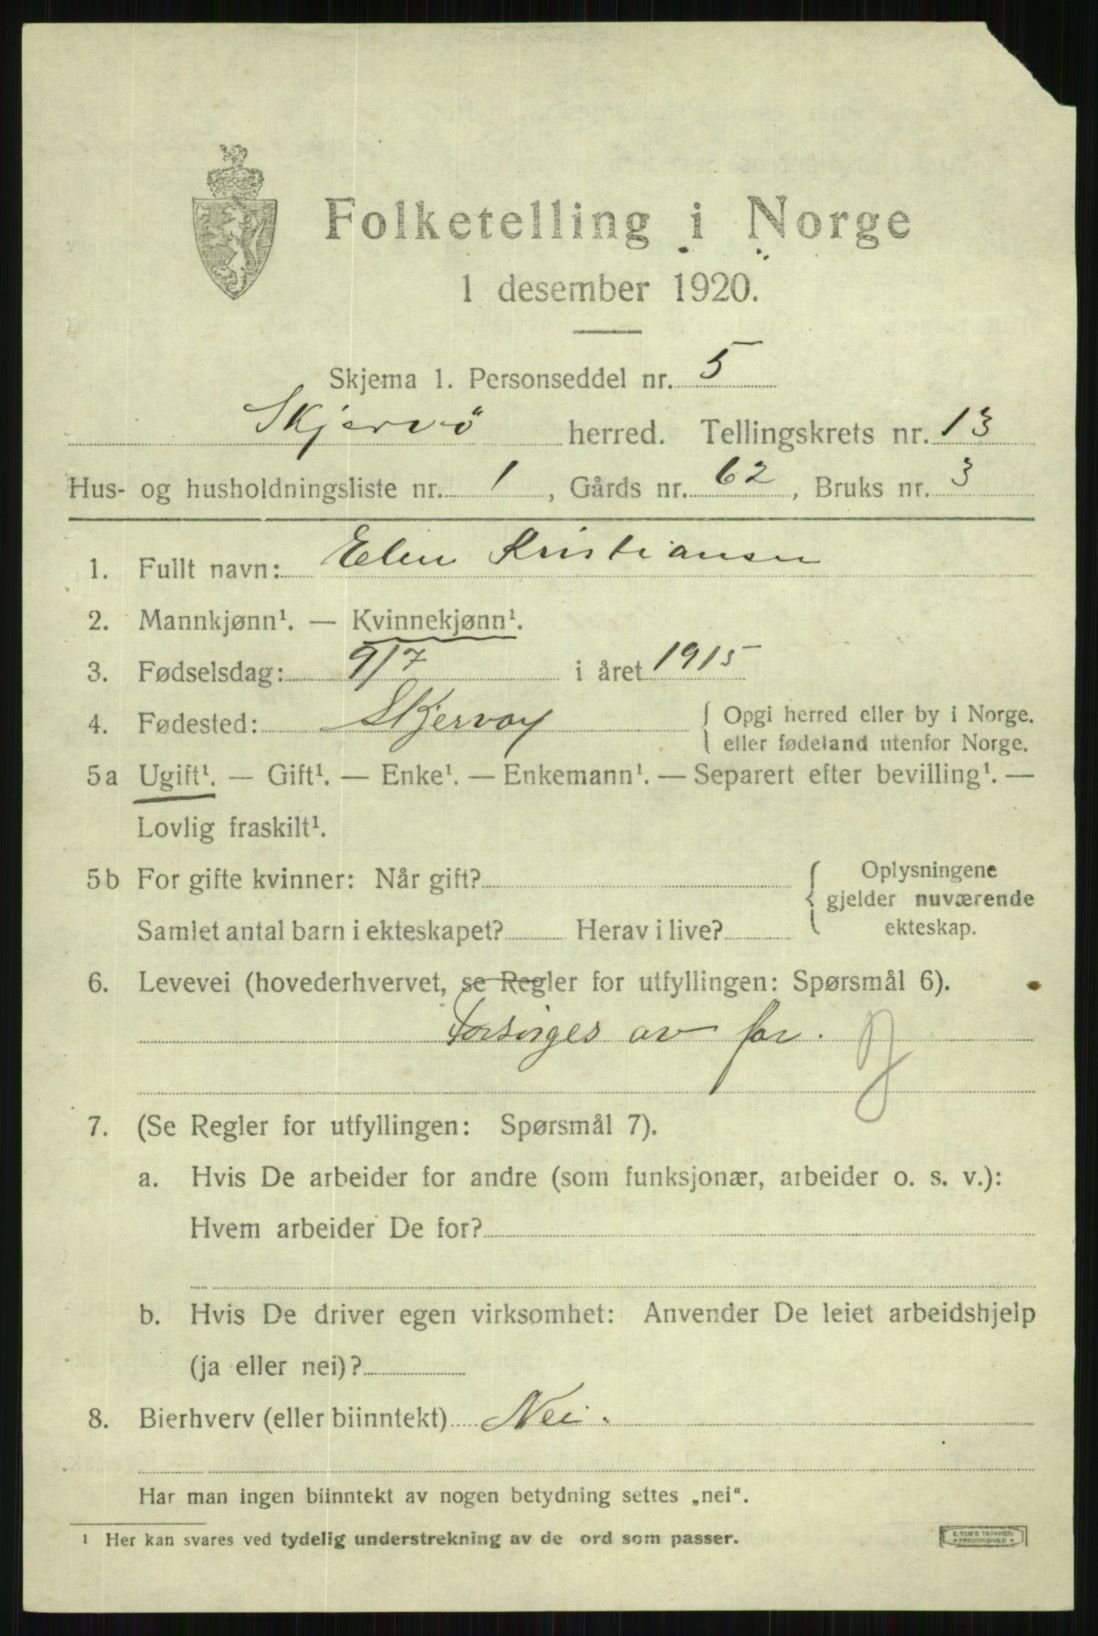 Folketelling i Norge
1 desember 1920.
Skjema 1. Personseddel nr. 5
Skjervö herred. Tellingskrets nr. 13
Hus- og husholdningsliste nr. 1, Gårds nr. 62, Bruks nr. 3
1. Fullt navn: Elen Kristiansen
2. Mannkjønn¹. — Kvinnekjønn¹.
3. Fødselsdag: 9/7 i året 1915
4. Fødested: Skjervöy { Opgi herred eller by i Norge.
eller fødeland utenfor Norge.
5a Ugift¹. — Gift¹. — Enke¹. — Enkemann¹. — Separert efter bevilling¹. —
Lovlig fraskilt¹.
5b For gifte kvinner: Når gift? { Oplysningene
gjelder nuværende
Samlet antal barn i ekteskapet? Herav i live? ekteskap.
6. Levevei (hovederhvervet, se Regler for utfyllingen: Spørsmål 6).
Forsörges av far. J
7. (Se Regler for utfyllingen: Spørsmål 7).
a. Hvis De arbeider for andre (som funksjonær, arbeider o. s. v.):
Hvem arbeider De for?
b. Hvis De driver egen virksomhet: Anvender De leiet arbeidshjelp
(ja eller nei)?
8. Bierhverv (eller biinntekt) Nei.
Har man ingen biinntekt av nogen betydning settes „nei“.
¹ Her kan svares ved tydelig understrekning av de ord som passer.